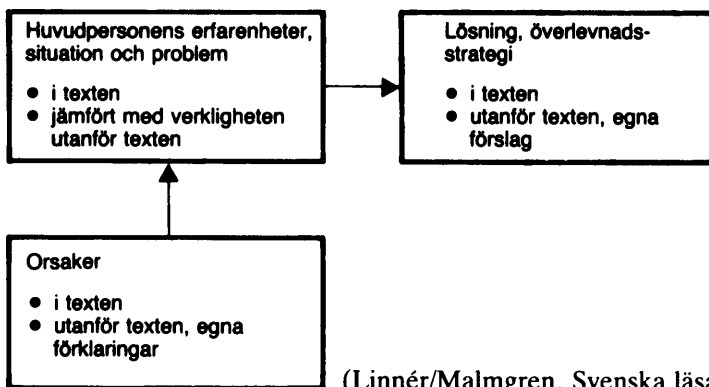 Huvudpersonens erfarenheter,
situation och problem
● i texten
● jämfört med verkligheten
utanför texten
Lösning, överlevnads-
strategi
● i texten
● utanför texten, egna
förslag
Orsaker
● i texten
● utanför texten, egna
förklaringar
(Linnér/Malmgren, Svenska läsa